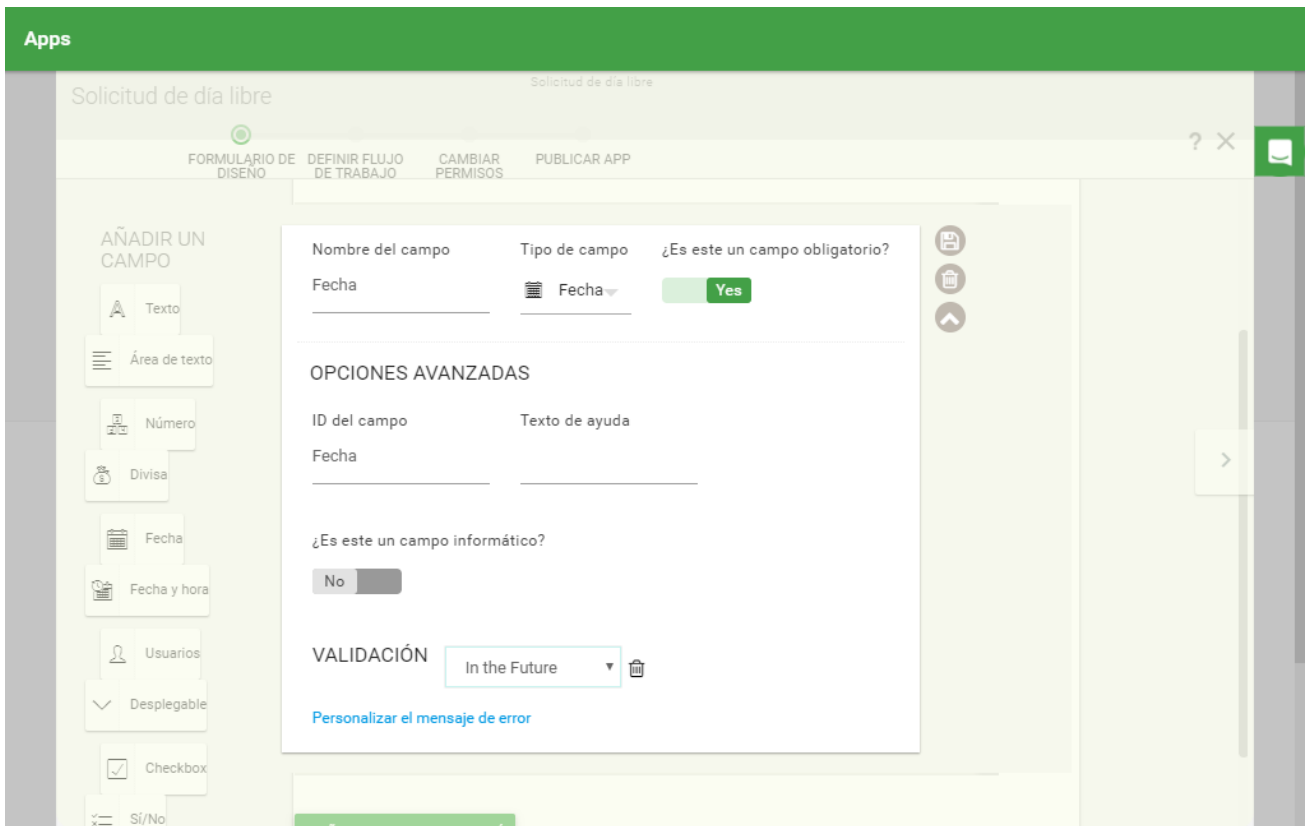 Apps
Solicitud de día libre
Solicitud de día libre
FORMULARIO DE DISEÑO
DEFINIR FLUJO DE TRABAJO
CAMBIAR PERMISOS
PUBLICAR APP
?
AÑADIR UN
CAMPO
Texto
Área de texto
Número
Divisa
Fecha
Fecha y hora
Usuarios
Desplegable
Checkbox
Sí/No
Nombre del campo
Tipo de campo
¿Es este un campo obligatorio?
Fecha
Fecha
Yes
OPCIONES AVANZADAS
ID del campo
Texto de ayuda
Fecha
¿Es este un campo informático?
No
VALIDACIÓN
In the Future
Personalizar el mensaje de error